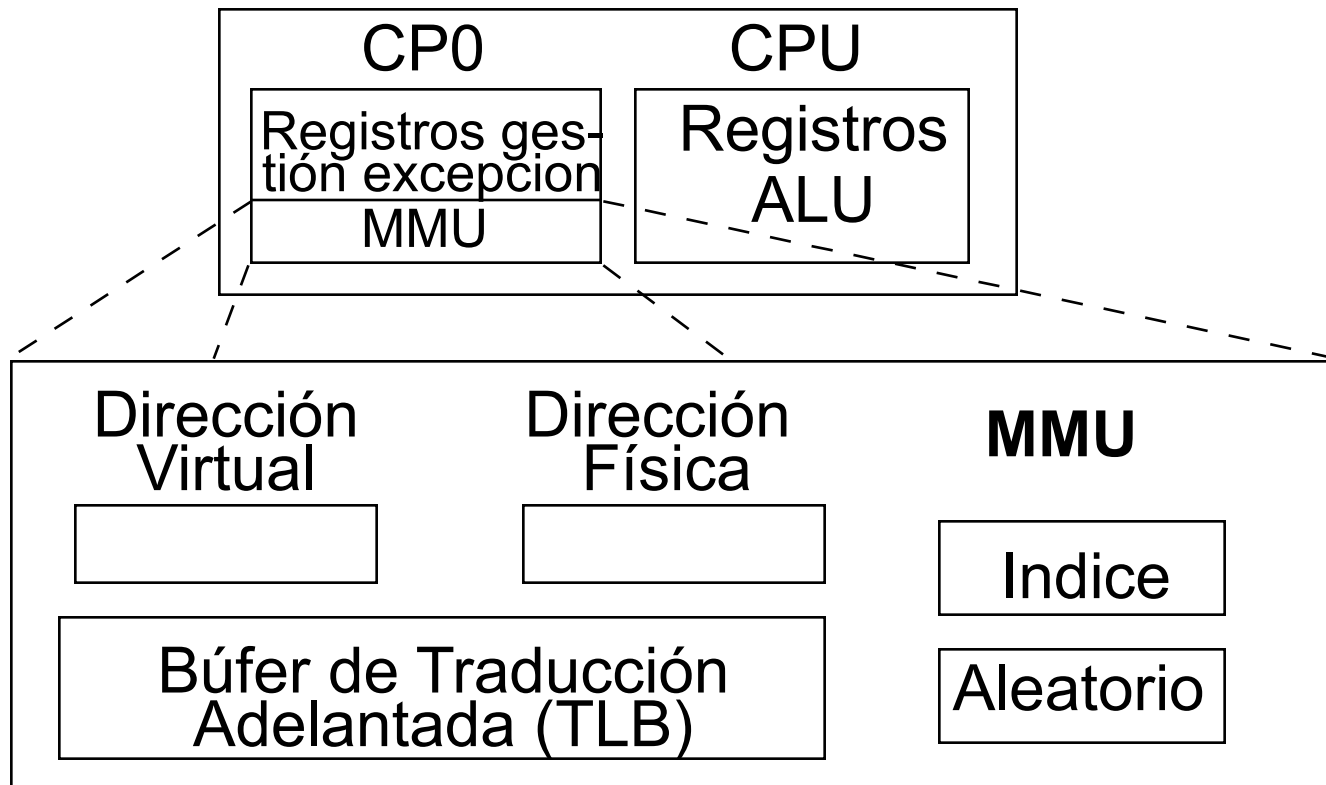 CP0
CPU
Registros ges-
tión excepcion
MMU
Registros
ALU
Dirección
Virtual
Dirección
Física
MMU
Indice
Búfer de Traducción
Adelantada (TLB)
Aleatorio